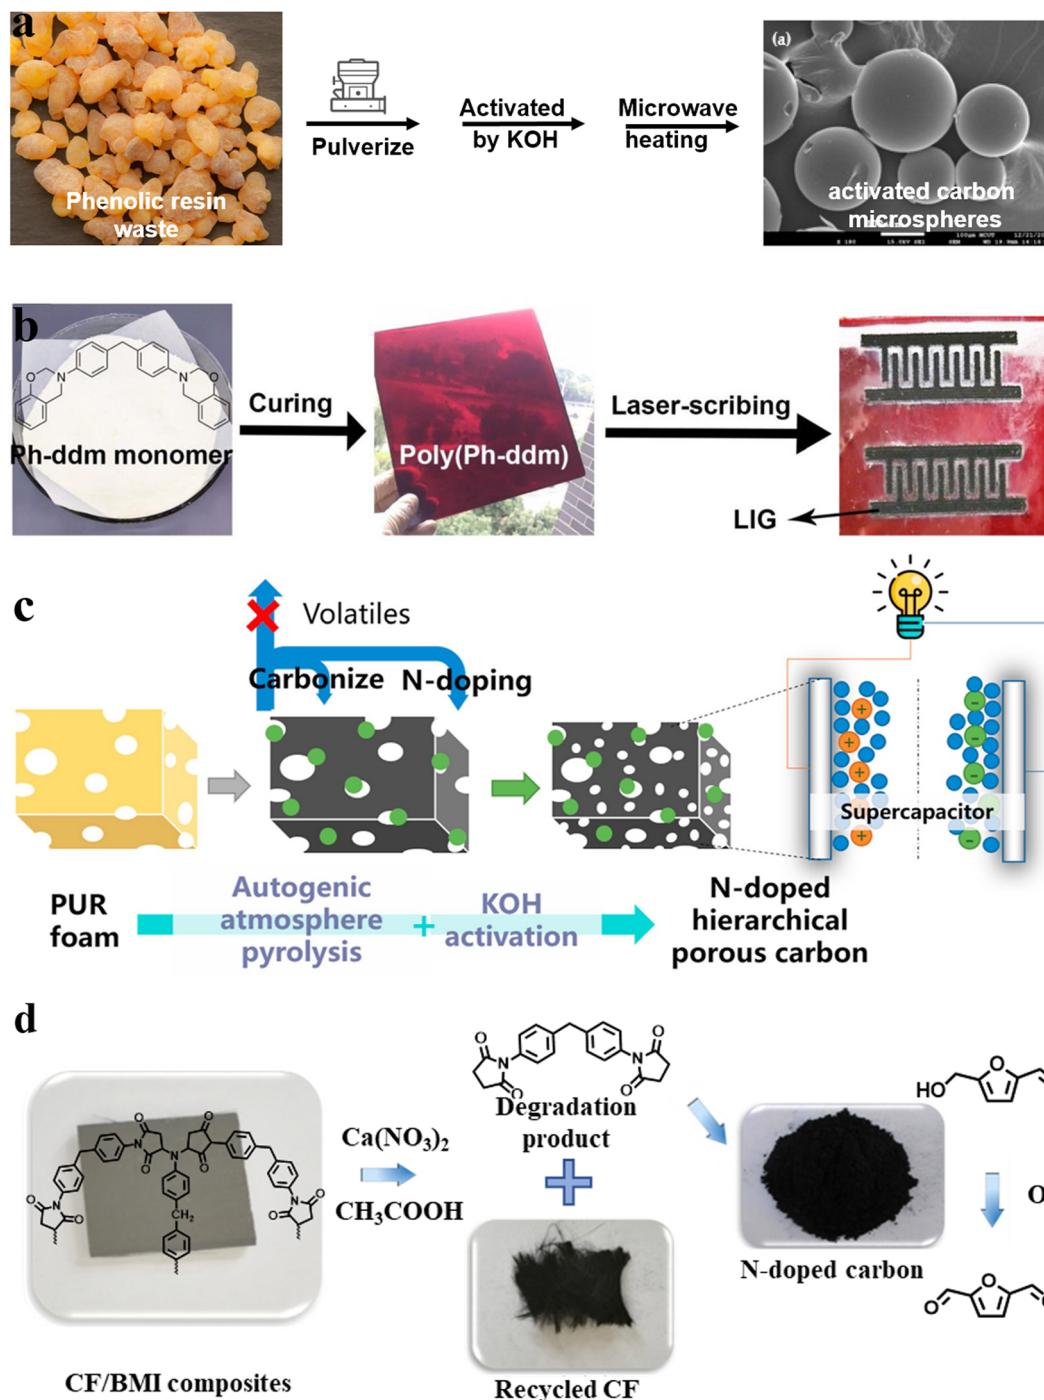 a
Phenolic resin
waste
Pulverize
Activated
by KOH
Microwave
heating
(a)
activated carbon
microspheres
b
Ph-ddm monomer
O
N
N
O
Curing
Poly(Ph-ddm)
Laser-scribing
LIG
c
Volatiles
Carbonize
N-doping
Supercapacitor
PUR
foam
Autogenic
atmosphere
pyrolysis
+
KOH
activation
N-doped
hierarchical
porous carbon
d
CH₂
CF/BMI composites
Ca(NO₃)₂
CH₃COOH
Degradation
product
Recycled CF
N-doped carbon
HO
O
O
O
O
O